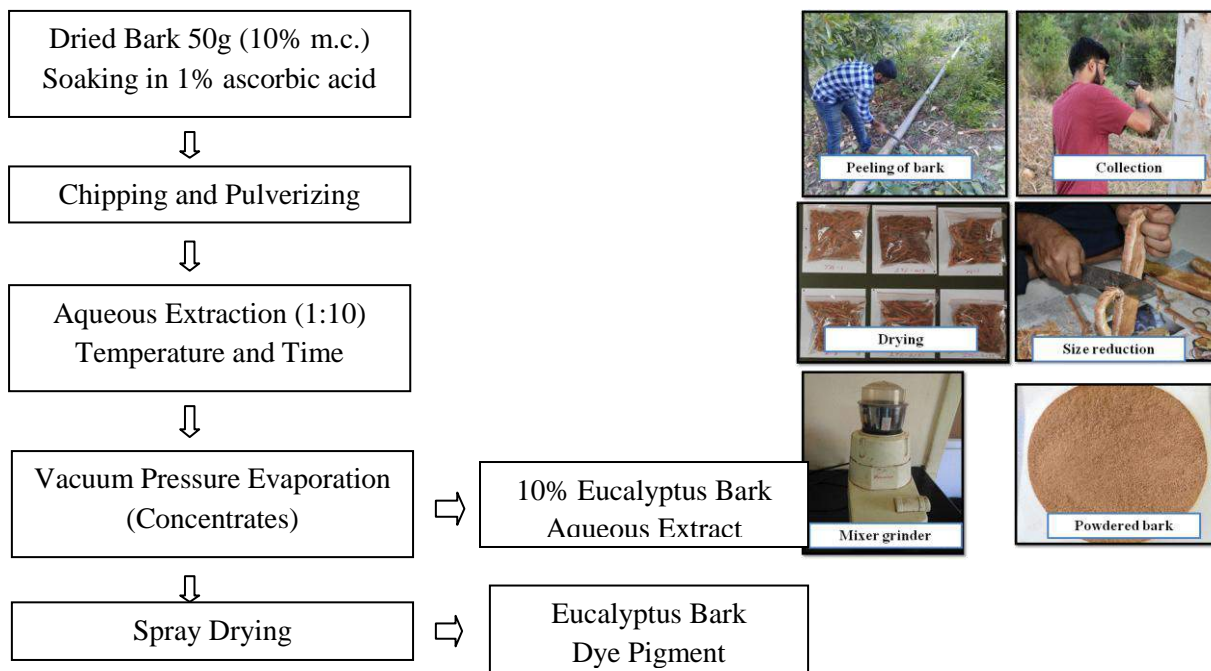 Dried Bark 50g (10% m.c.)
Soaking in 1% ascorbic acid
Chipping and Pulverizing
Aqueous Extraction (1:10)
Temperature and Time
Vacuum Pressure Evaporation
(Concentrates)
10% Eucalyptus Bark
Aqueous Extract
Spray Drying
Eucalyptus Bark
Dye Pigment
Peeling of bark
Collection
Drying
Size reduction
Mixer grinder
Powdered bark